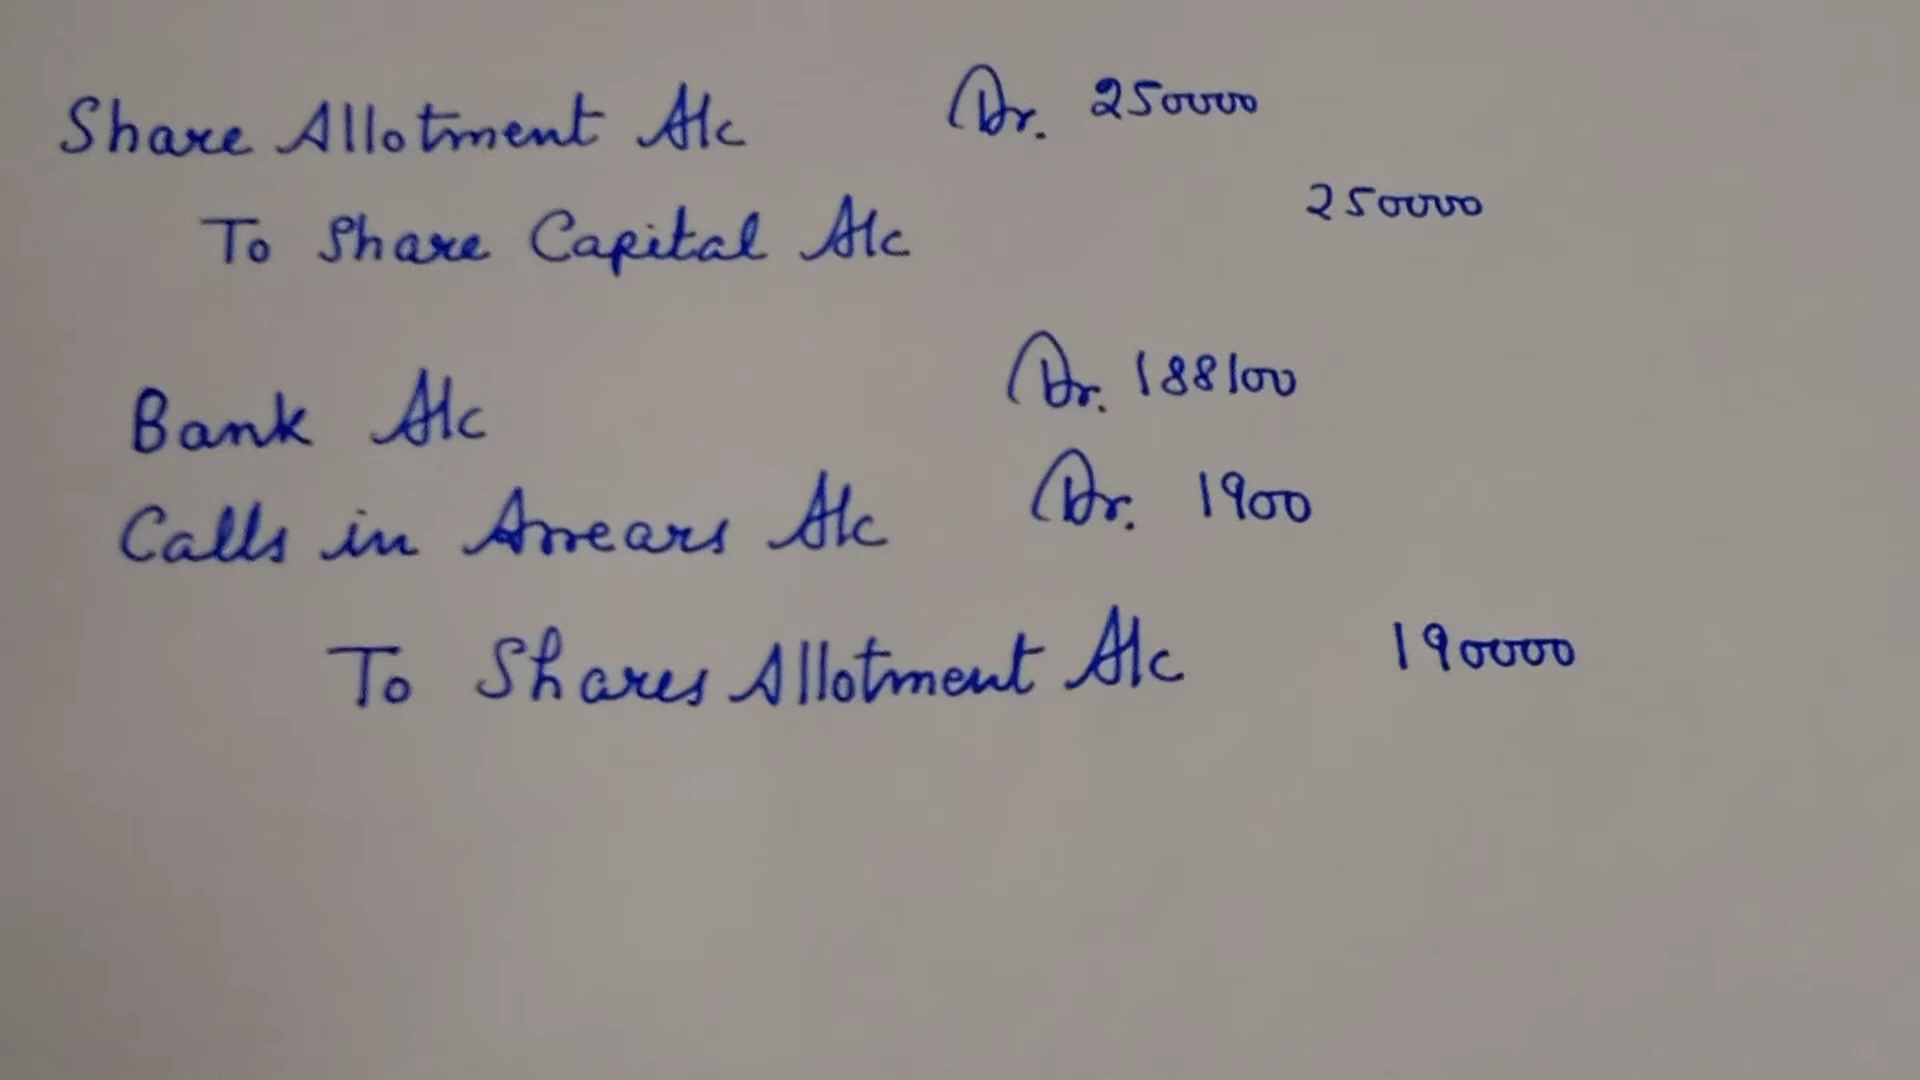 Share Allotment A/c Dr. 250000
To Share Capital A/c 250000
Bank A/c Dr. 188100
Calls in Arrears A/c Dr. 1900
To Shares Allotment A/c 190000